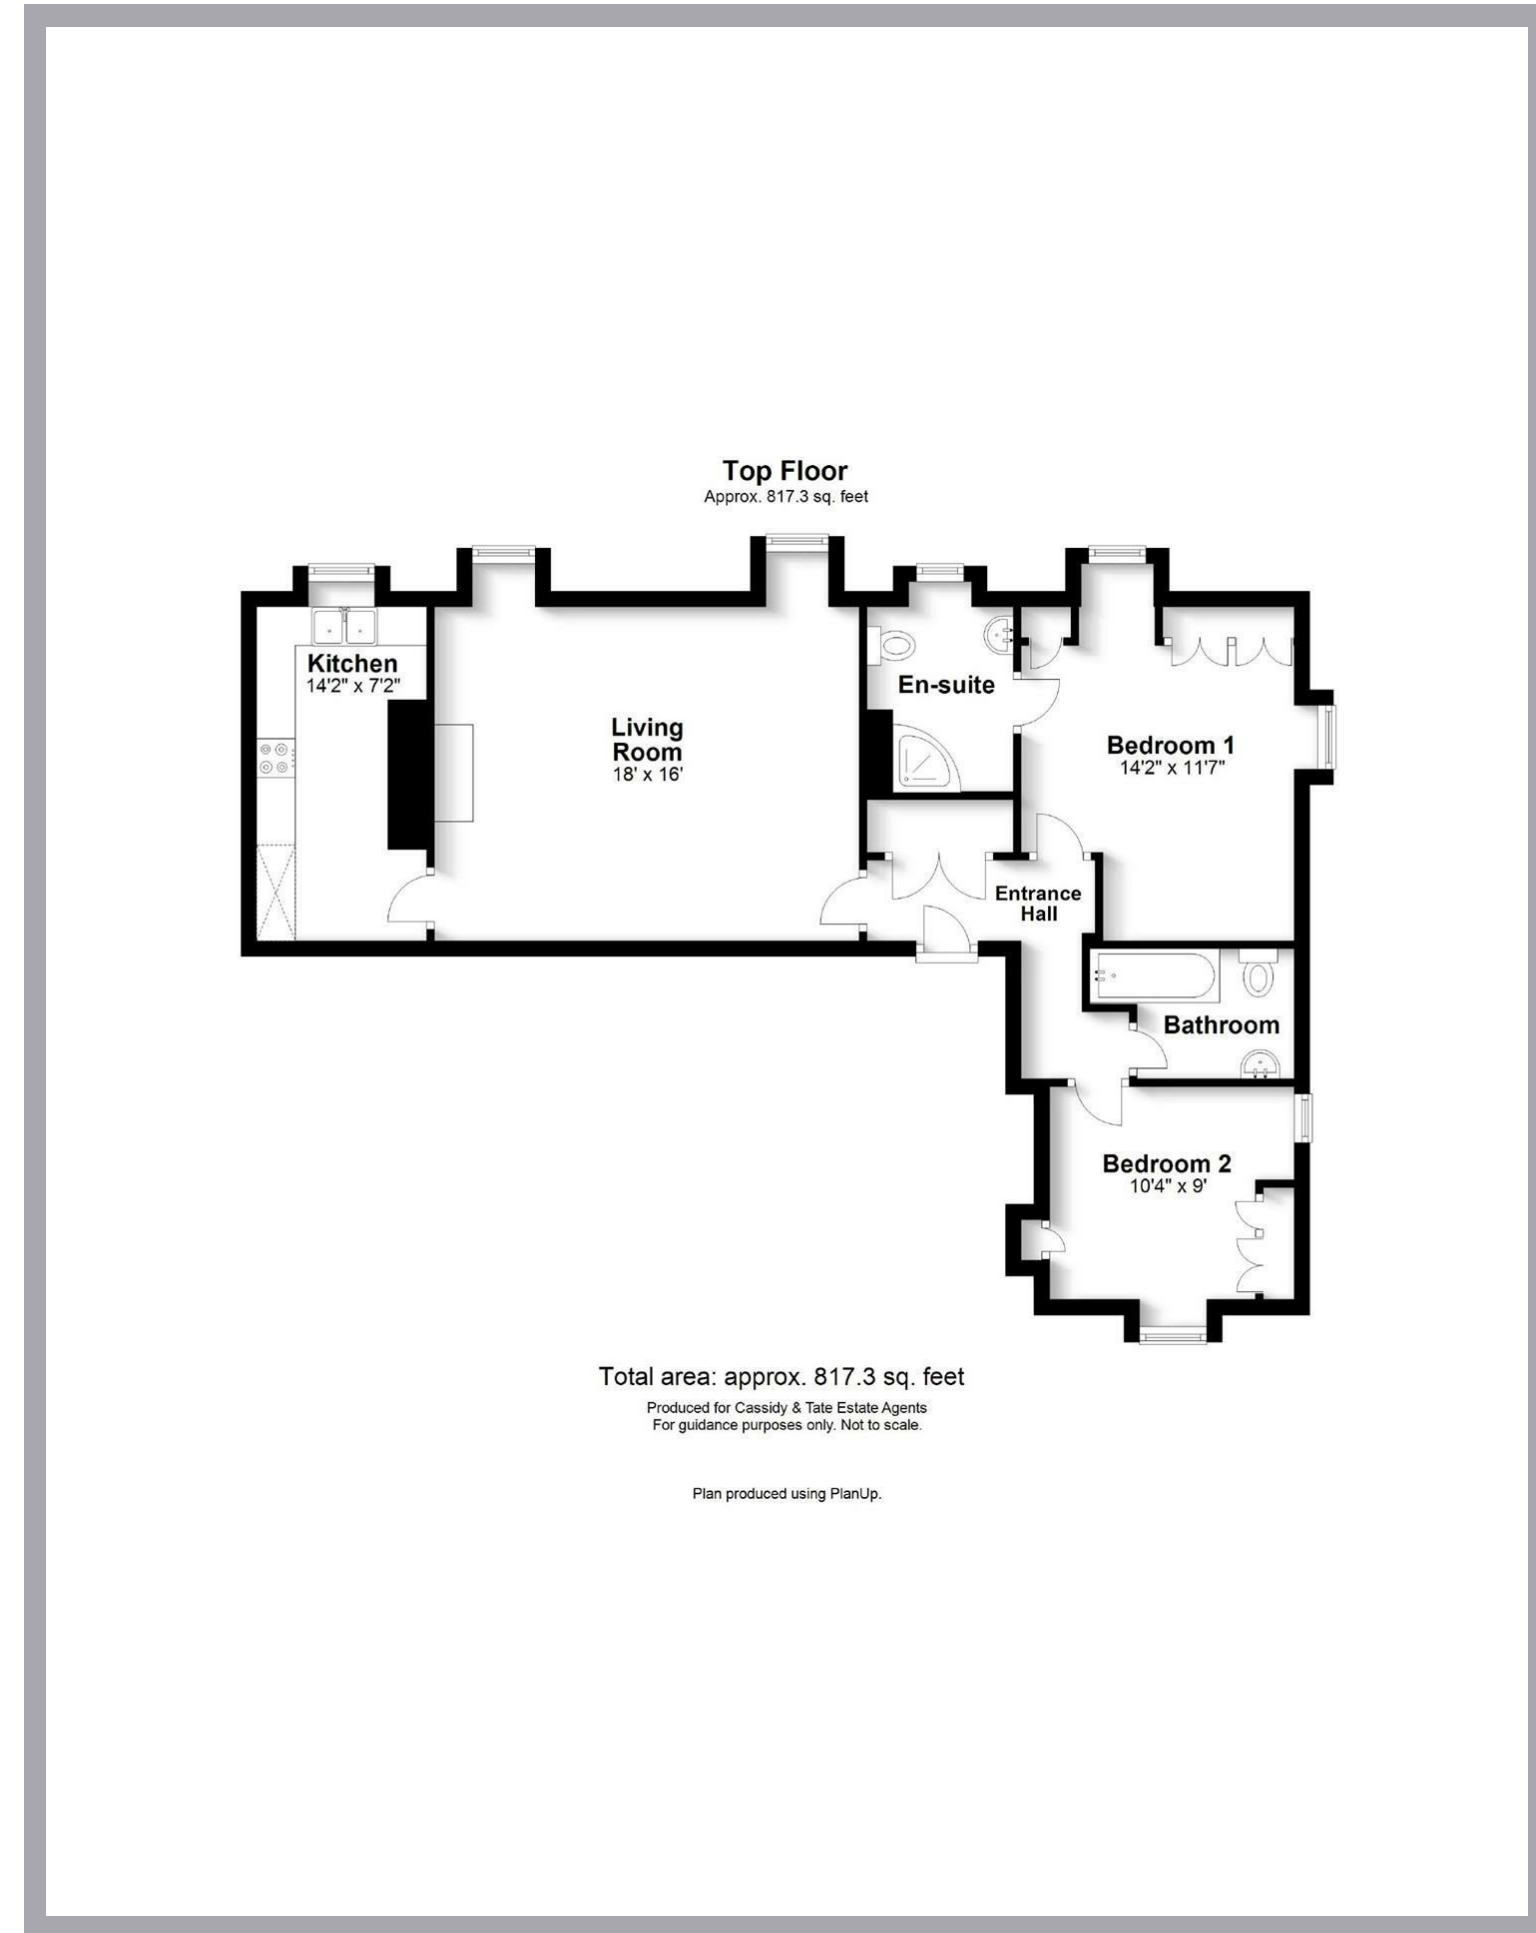 Top Floor
Approx. 817.3 sq. feet
Kitchen
14'2" x 7'2"
Living
Room
18' x 16'
En-suite
Bedroom 1
14'2" x 11'7"
Entrance
Hall
Bathroom
Bedroom 2
10'4" x 9'
Total area: approx. 817.3 sq. feet
Produced for Cassidy & Tate Estate Agents
For guidance purposes only. Not to scale.
Plan produced using PlanUp.